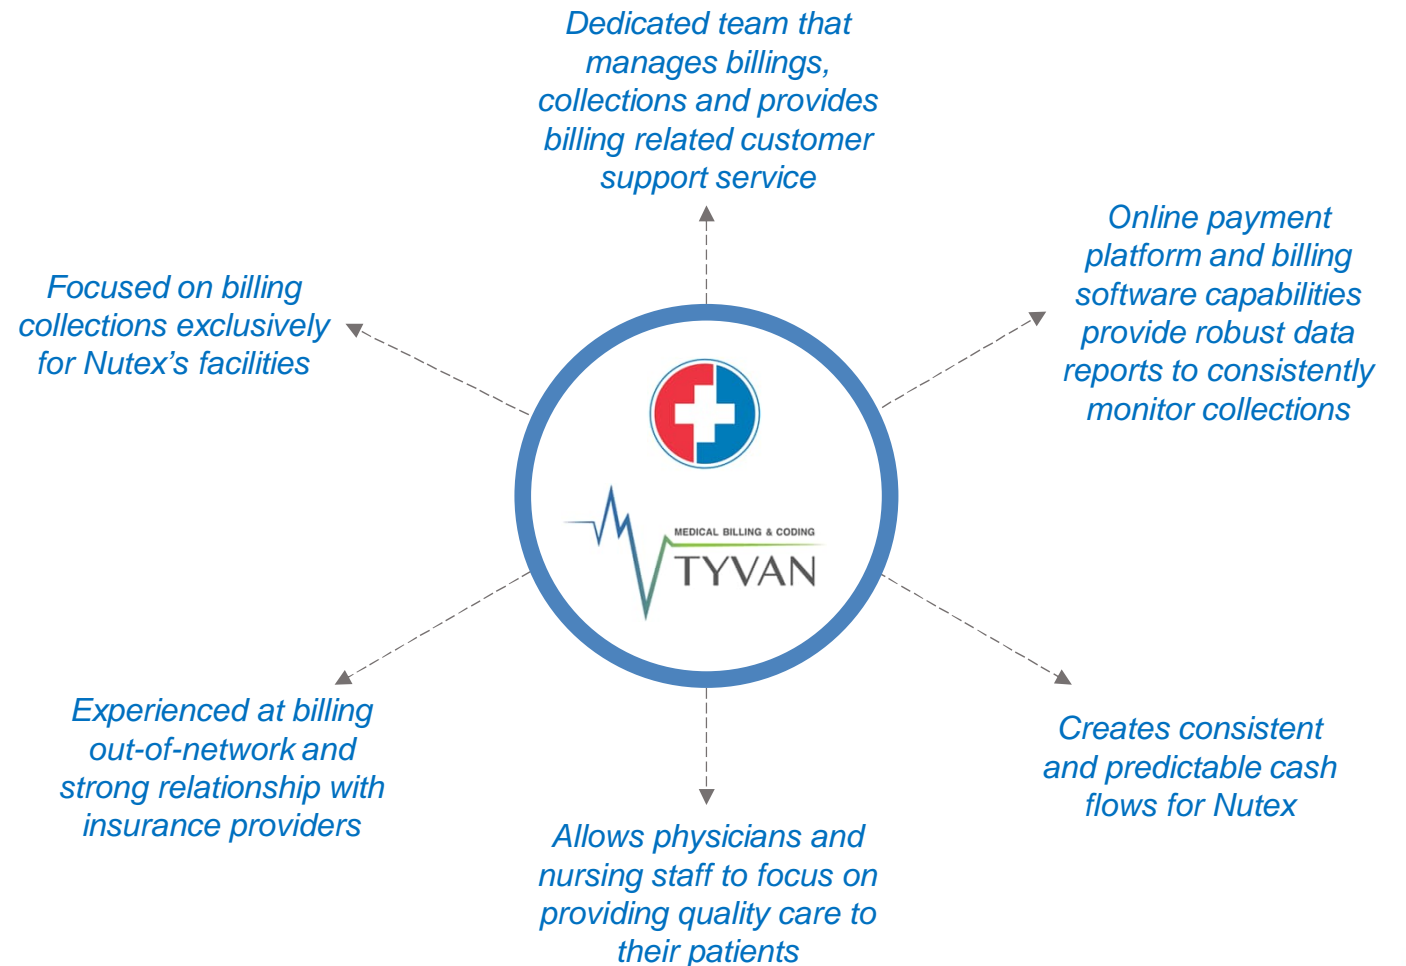 Dedicated team that
manages billings,
collections and provides
billing related customer
support service
Online payment
platform and billing
software capabilities
provide robust data
reports to consistently
monitor collections
Focused on billing
collections exclusively
for Nutex’s facilities
MEDICAL BILLING & CODING
TYVAN
Experienced at billing
out-of-network and
strong relationship with
insurance providers
Creates consistent
and predictable cash
flows for Nutex
Allows physicians and
nursing staff to focus on
providing quality care to
their patients